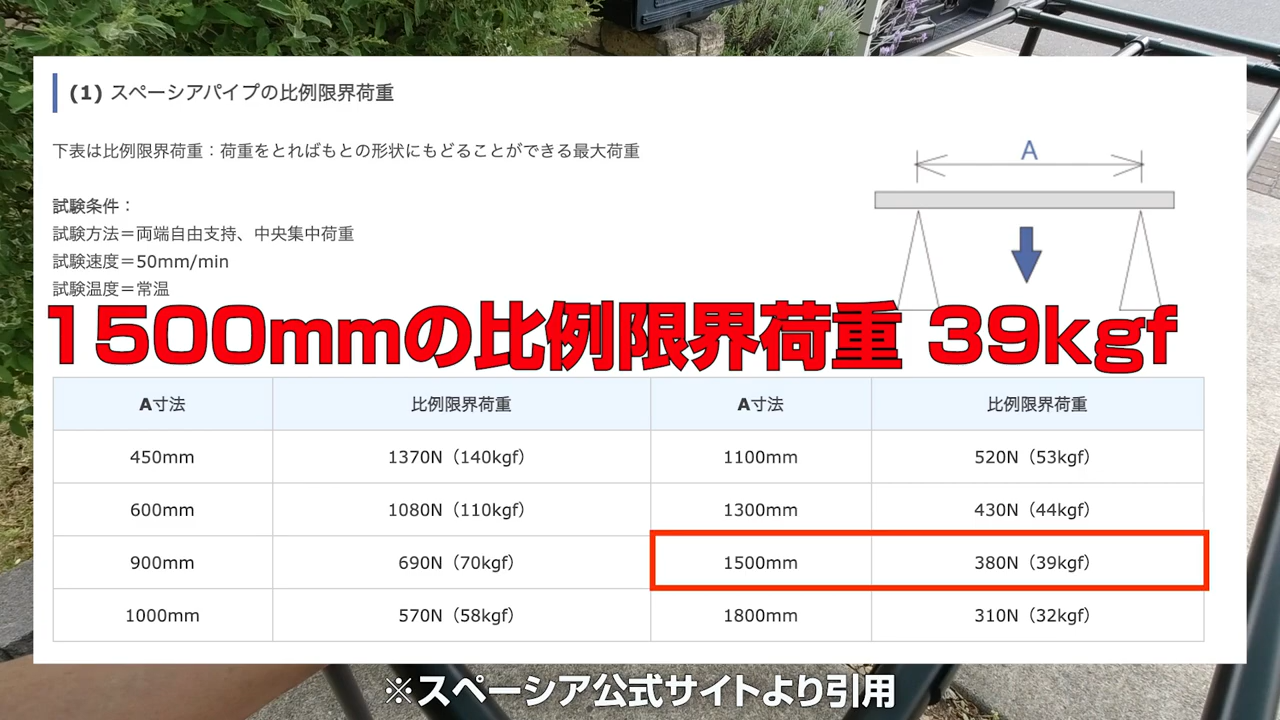 (1) スペーシアパイプの比例限界荷重
下表は比例限界荷重：荷重をとればもとの形状にもどることができる最大荷重
A
試験条件：
試験方法＝両端自由支持、中央集中荷重
試験速度＝50mm/min
試験温度＝常温
1500mmの比例限界荷重 39kgf
A寸法 比例限界荷重 A寸法 比例限界荷重
450mm 1370N（140kgf） 1100mm 520N（53kgf）
600mm 1080N（110kgf） 1300mm 430N（44kgf）
900mm 690N（70kgf） 1500mm 380N（39kgf）
1000mm 570N（58kgf） 1800mm 310N（32kgf）
※スペーシア公式サイトより引用